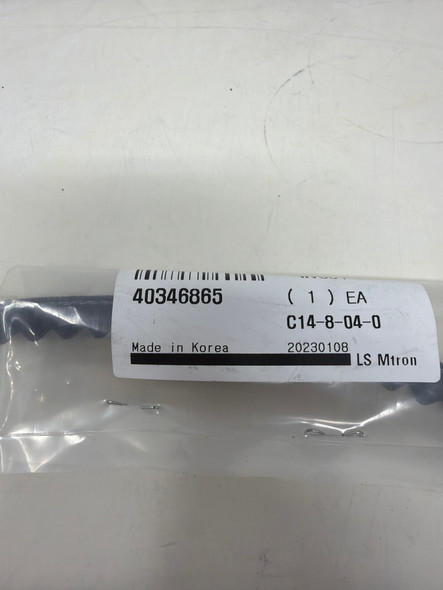 40346865 ( 1 ) EA
C14-8-04-0
Made in Korea 20230108
LS Mtron